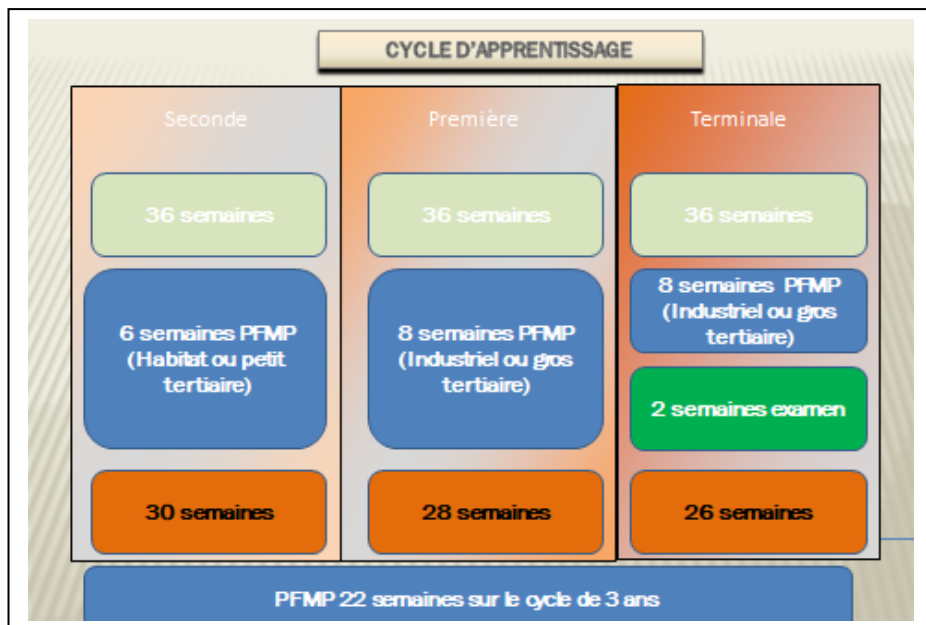 CYCLE D'APPRENTISSAGE
Seconde
Première
Terminale
36 semaines
36 semaines
36 semaines
6 semaines PFMP
(Habitat ou petit
tertiaire)
8 semaines PFMP
(Industriel ou gros
tertiaire)
8 semaines PFMP
(Industriel ou gros
tertiaire)
2 semaines examen
30 semaines
28 semaines
26 semaines
PFMP 22 semaines sur le cycle de 3 ans